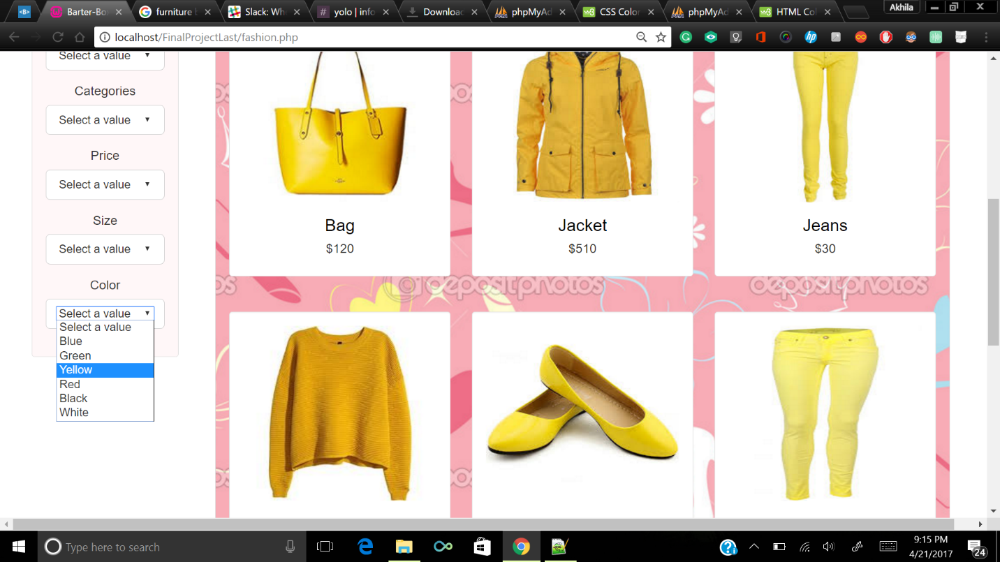 Barter-Bo
furniture b
Slack: Wh
yolo | info
Download
phpMyAd
CSS Color
phpMyAd
HTML Col
Akhila
localhost/FinalProjectLast/fashion.php
Select a value
Categories
Select a value
Price
Select a value
Size
Select a value
Color
Select a value
Select a value
Blue
Green
Yellow
Red
Black
White
Bag
$120
Jacket
$510
Jeans
$30
os
depositphotos
depositphotos
Type here to search
9:15 PM
4/21/2017
24